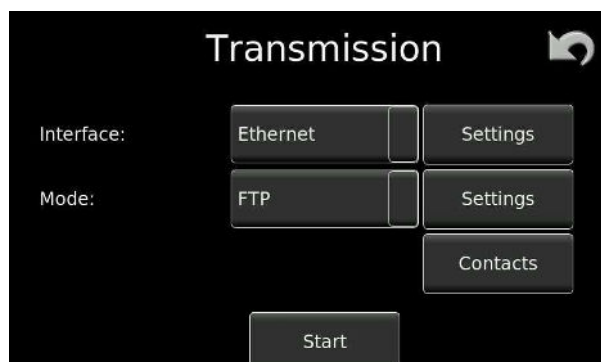 Transmission
Interface: Ethernet Settings
Mode: FTP Settings
Contacts
Start